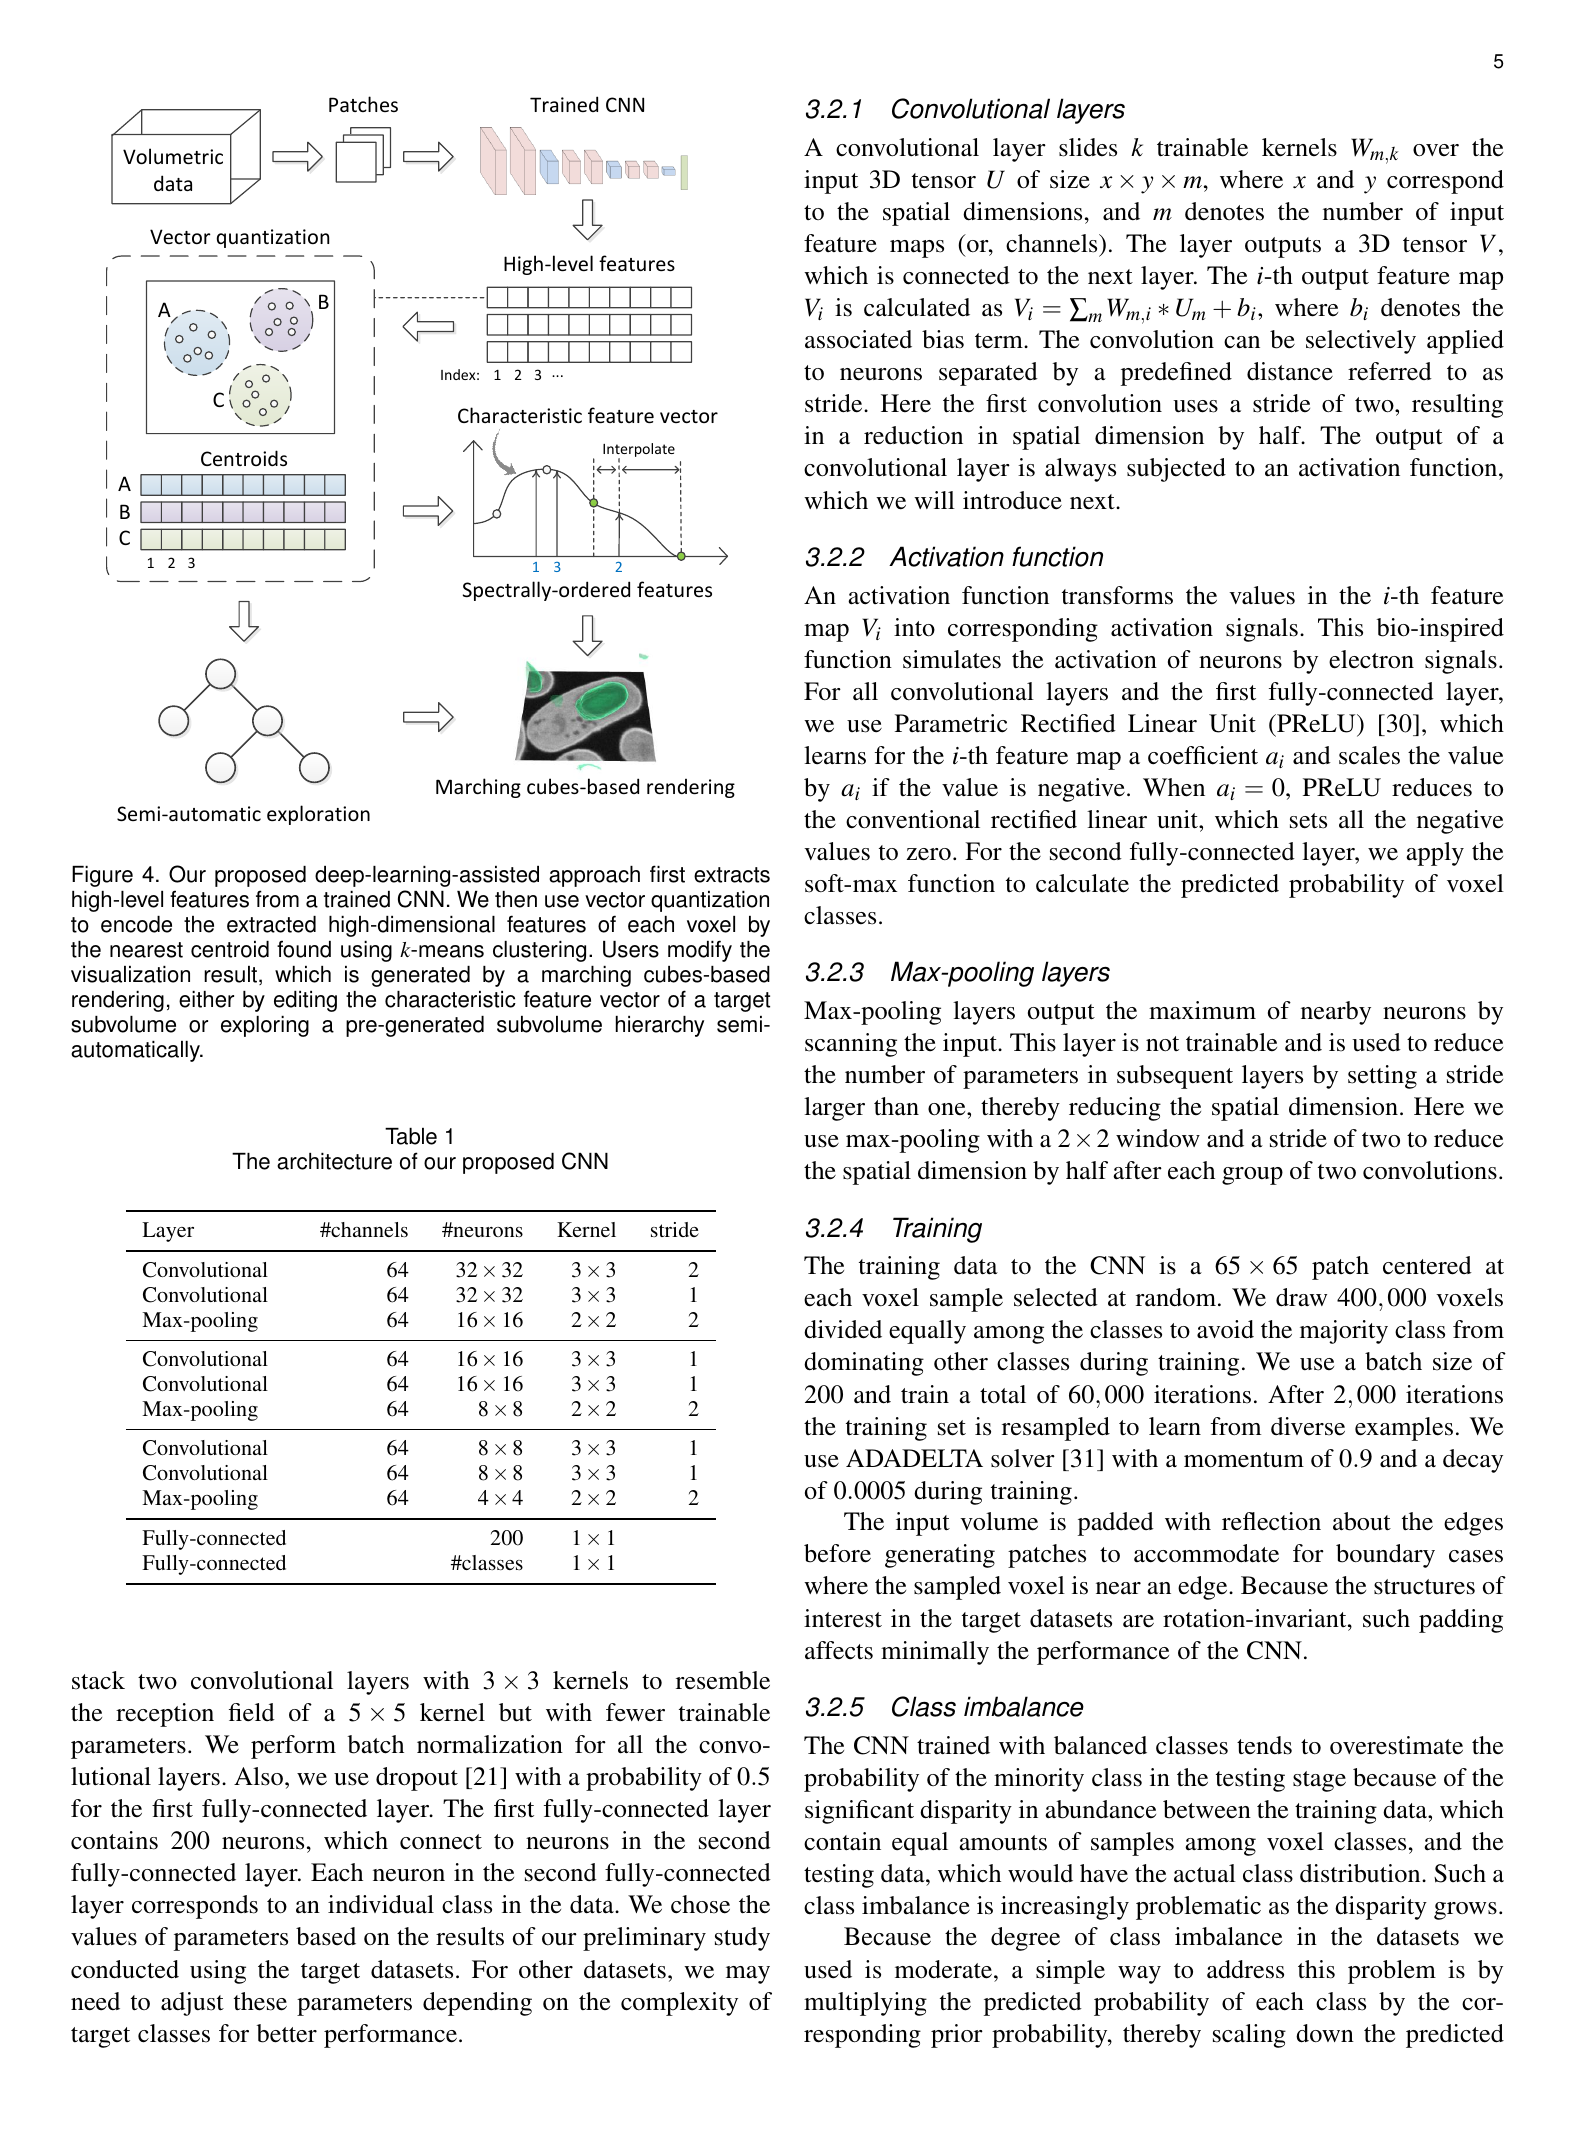 5
Patches
Trained CNN
Volumetric
data
Vector quantization
High-level features
A
B
C
Index: 1 2 3 ...
Characteristic feature vector
Interpolate
Centroids
A
B
C
1 2 3
1 3 2
Spectrally-ordered features
Marching cubes-based rendering
Semi-automatic exploration
Figure 4. Our proposed deep-learning-assisted approach first extracts
high-level features from a trained CNN. We then use vector quantization
to encode the extracted high-dimensional features of each voxel by
the nearest centroid found using k-means clustering. Users modify the
visualization result, which is generated by a marching cubes-based
rendering, either by editing the characteristic feature vector of a target
subvolume or exploring a pre-generated subvolume hierarchy semi-
automatically.
Table 1
The architecture of our proposed CNN
Layer #channels #neurons Kernel stride
Convolutional 64 32 × 32 3 × 3 2
Convolutional 64 32 × 32 3 × 3 1
Max-pooling 64 16 × 16 2 × 2 2
Convolutional 64 16 × 16 3 × 3 1
Convolutional 64 16 × 16 3 × 3 1
Max-pooling 64 8 × 8 2 × 2 2
Convolutional 64 8 × 8 3 × 3 1
Convolutional 64 8 × 8 3 × 3 1
Max-pooling 64 4 × 4 2 × 2 2
Fully-connected 200 1 × 1
Fully-connected #classes 1 × 1
stack two convolutional layers with 3 × 3 kernels to resemble
the reception field of a 5 × 5 kernel but with fewer trainable
parameters. We perform batch normalization for all the convo-
lutional layers. Also, we use dropout [21] with a probability of 0.5
for the first fully-connected layer. The first fully-connected layer
contains 200 neurons, which connect to neurons in the second
fully-connected layer. Each neuron in the second fully-connected
layer corresponds to an individual class in the data. We chose the
values of parameters based on the results of our preliminary study
conducted using the target datasets. For other datasets, we may
need to adjust these parameters depending on the complexity of
target classes for better performance.
3.2.1 Convolutional layers
A convolutional layer slides k trainable kernels Wm,k over the
input 3D tensor U of size x × y × m, where x and y correspond
to the spatial dimensions, and m denotes the number of input
feature maps (or, channels). The layer outputs a 3D tensor V,
which is connected to the next layer. The i-th output feature map
Vi is calculated as Vi = ∑m Wm,i ∗ Um + bi, where bi denotes the
associated bias term. The convolution can be selectively applied
to neurons separated by a predefined distance referred to as
stride. Here the first convolution uses a stride of two, resulting
in a reduction in spatial dimension by half. The output of a
convolutional layer is always subjected to an activation function,
which we will introduce next.
3.2.2 Activation function
An activation function transforms the values in the i-th feature
map Vi into corresponding activation signals. This bio-inspired
function simulates the activation of neurons by electron signals.
For all convolutional layers and the first fully-connected layer,
we use Parametric Rectified Linear Unit (PReLU) [30], which
learns for the i-th feature map a coefficient ai and scales the value
by ai if the value is negative. When ai = 0, PReLU reduces to
the conventional rectified linear unit, which sets all the negative
values to zero. For the second fully-connected layer, we apply the
soft-max function to calculate the predicted probability of voxel
classes.
3.2.3 Max-pooling layers
Max-pooling layers output the maximum of nearby neurons by
scanning the input. This layer is not trainable and is used to reduce
the number of parameters in subsequent layers by setting a stride
larger than one, thereby reducing the spatial dimension. Here we
use max-pooling with a 2 × 2 window and a stride of two to reduce
the spatial dimension by half after each group of two convolutions.
3.2.4 Training
The training data to the CNN is a 65 × 65 patch centered at
each voxel sample selected at random. We draw 400,000 voxels
divided equally among the classes to avoid the majority class from
dominating other classes during training. We use a batch size of
200 and train a total of 60,000 iterations. After 2,000 iterations
the training set is resampled to learn from diverse examples. We
use ADADELTA solver [31] with a momentum of 0.9 and a decay
of 0.0005 during training.
The input volume is padded with reflection about the edges
before generating patches to accommodate for boundary cases
where the sampled voxel is near an edge. Because the structures of
interest in the target datasets are rotation-invariant, such padding
affects minimally the performance of the CNN.
3.2.5 Class imbalance
The CNN trained with balanced classes tends to overestimate the
probability of the minority class in the testing stage because of the
significant disparity in abundance between the training data, which
contain equal amounts of samples among voxel classes, and the
testing data, which would have the actual class distribution. Such a
class imbalance is increasingly problematic as the disparity grows.
Because the degree of class imbalance in the datasets we
used is moderate, a simple way to address this problem is by
multiplying the predicted probability of each class by the cor-
responding prior probability, thereby scaling down the predicted